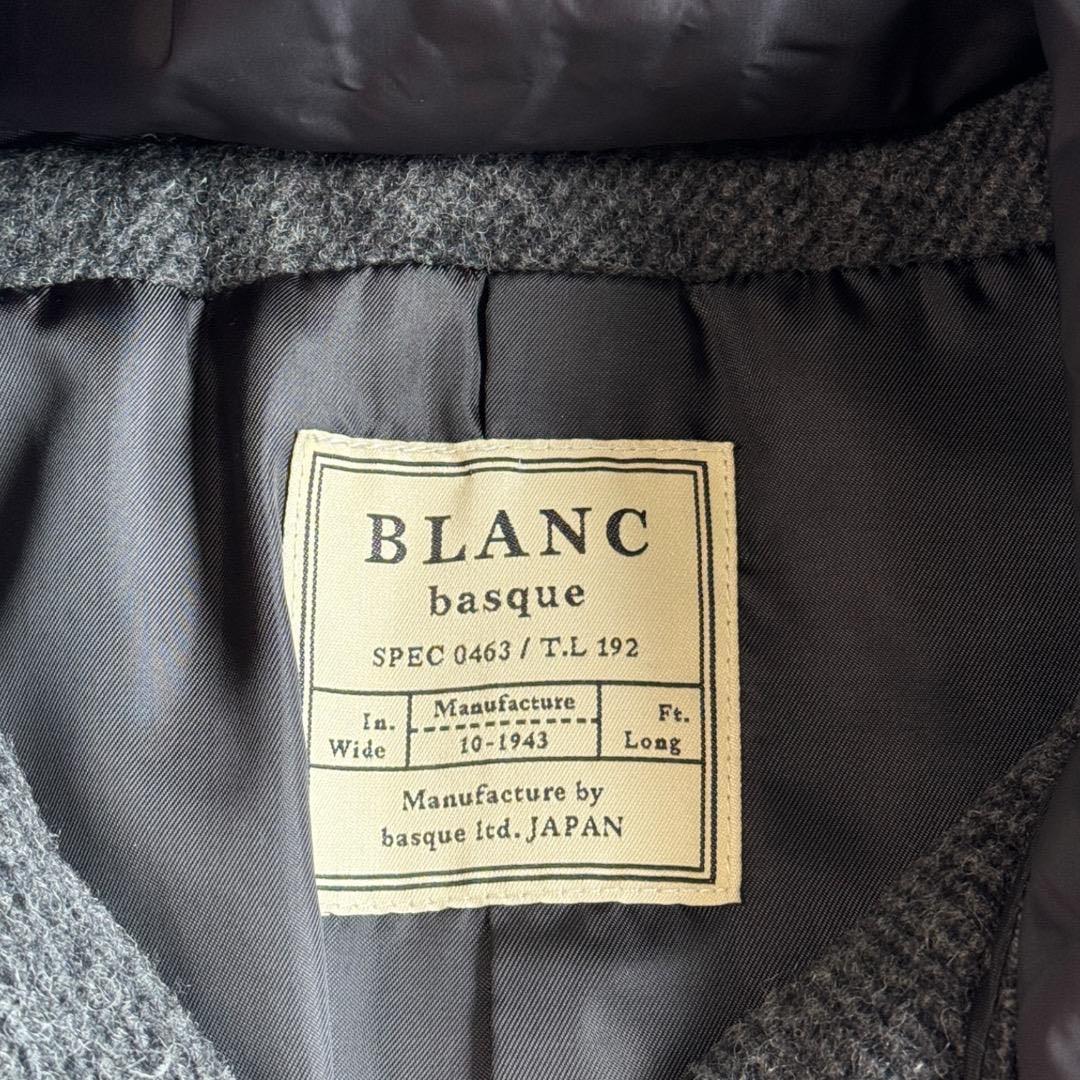 BLANC
basque
SPEC 0463 / T.L 192
In.
Wide
Manufacture
10-1943
Ft.
Long
Manufacture by
basque ltd. JAPAN